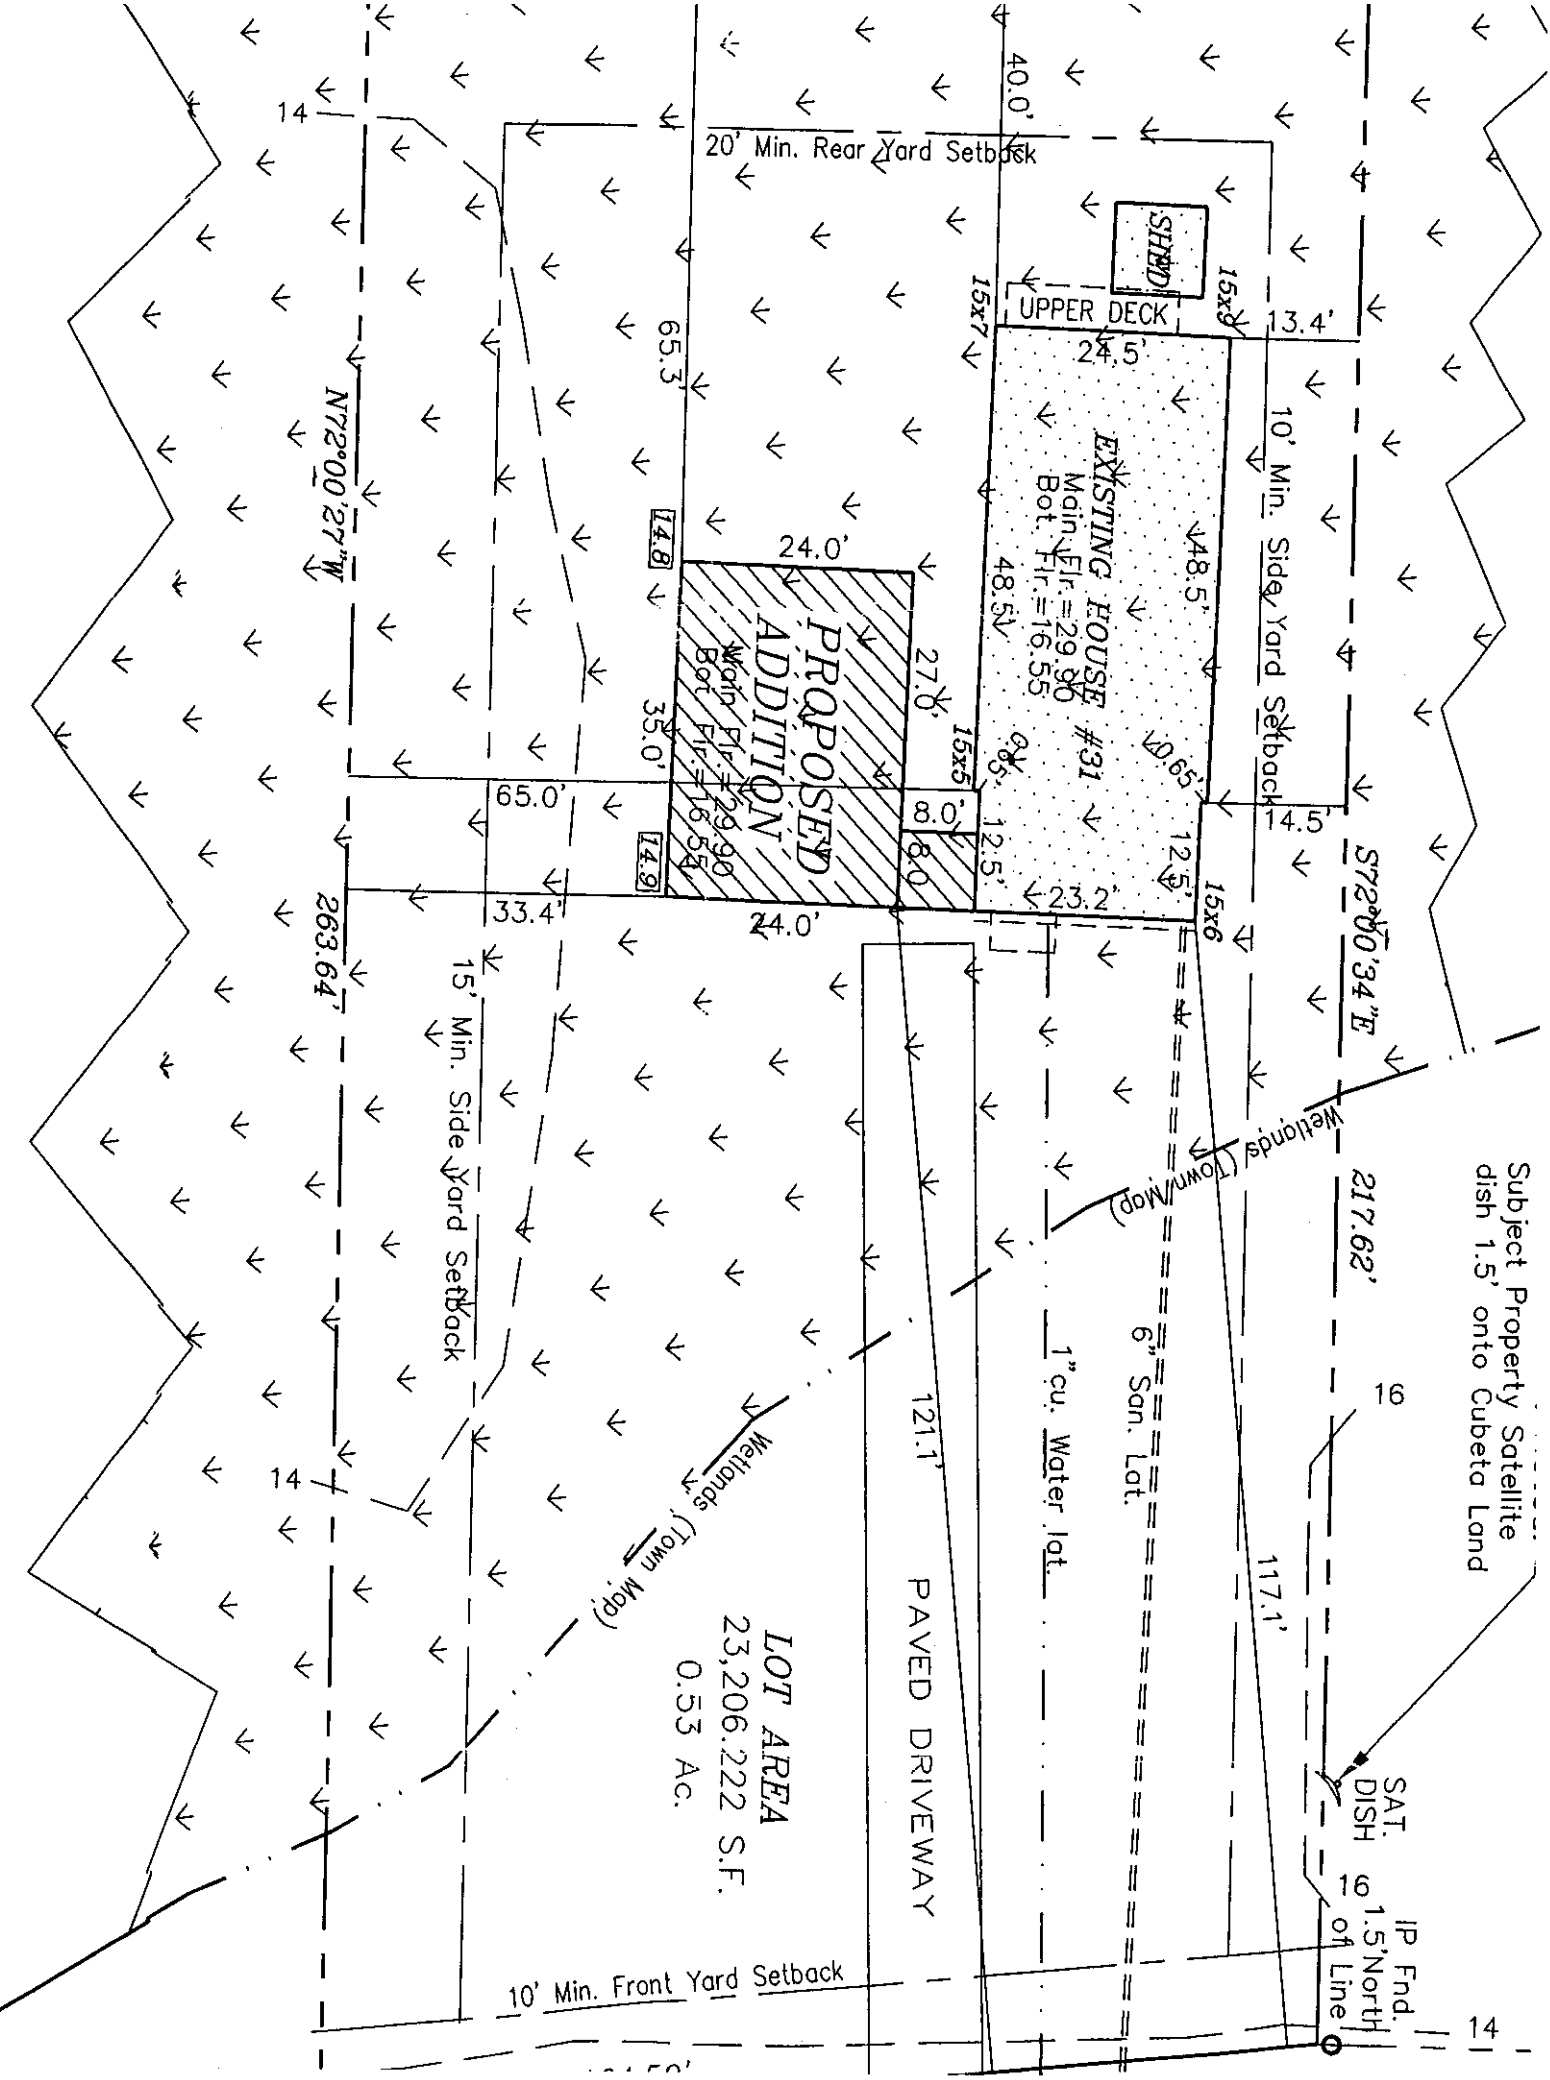 14
40.0'
20' Min. Rear Yard Setback
SHED
UPPER DECK
15x7
15x9
13.4'
24.5'
65.3'
10' Min. Side Yard Setback
EXISTING HOUSE #31
Main Flr.=29.90
Bot. Flr.=16.55
48.5'
48.5'
N72°00'27"W
14.8
24.0'
27.0'
PROPOSED
ADDITION
Main Flr.=29.90
Bot Flr.=16.55
35.0'
15x5
0.65'
0.65'
65.0'
8.0'
8.0
12.5'
12.5'
14.5'
14.9
33.4'
24.0'
23.2'
15x6
S72°00'34"E
263.64'
15' Min. Side Yard Setback
Wetlands (Town Map)
217.62'
Subject Property Satellite
dish 1.5' onto Cubeta Land
16
1"cu. Water lat.
6" San. Lat.
121.1'
117.1'
14
Wetlands (Town Map)
PAVED DRIVEWAY
LOT AREA
23,206.222 S.F.
0.53 Ac.
SAT.
DISH
16
IP Fnd.
1.5'North
of Line
10' Min. Front Yard Setback
14